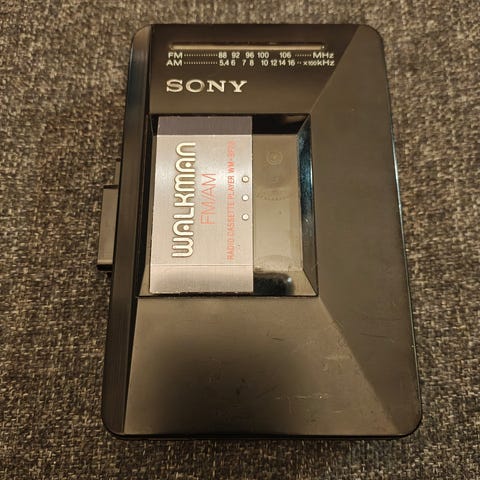 FM 88 92 96 100 106 MHz
AM 5.4 6 7 8 10 12 14 16 x100kHz
SONY
WALKMAN
FM/AM
RADIO CASSETTE PLAYER